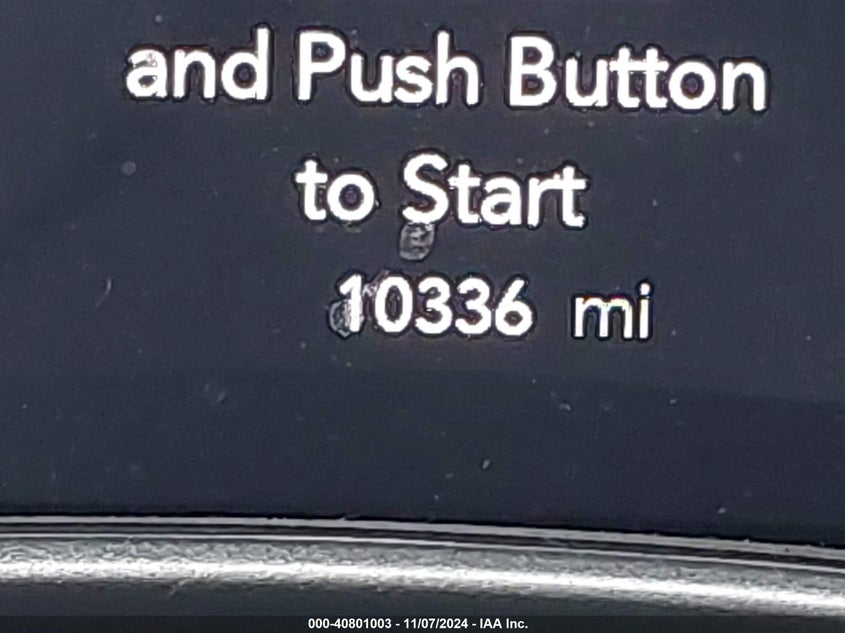 and Push Button
to Start
10336 mi
000-40801003 - 11/07/2024 - IAA Inc.